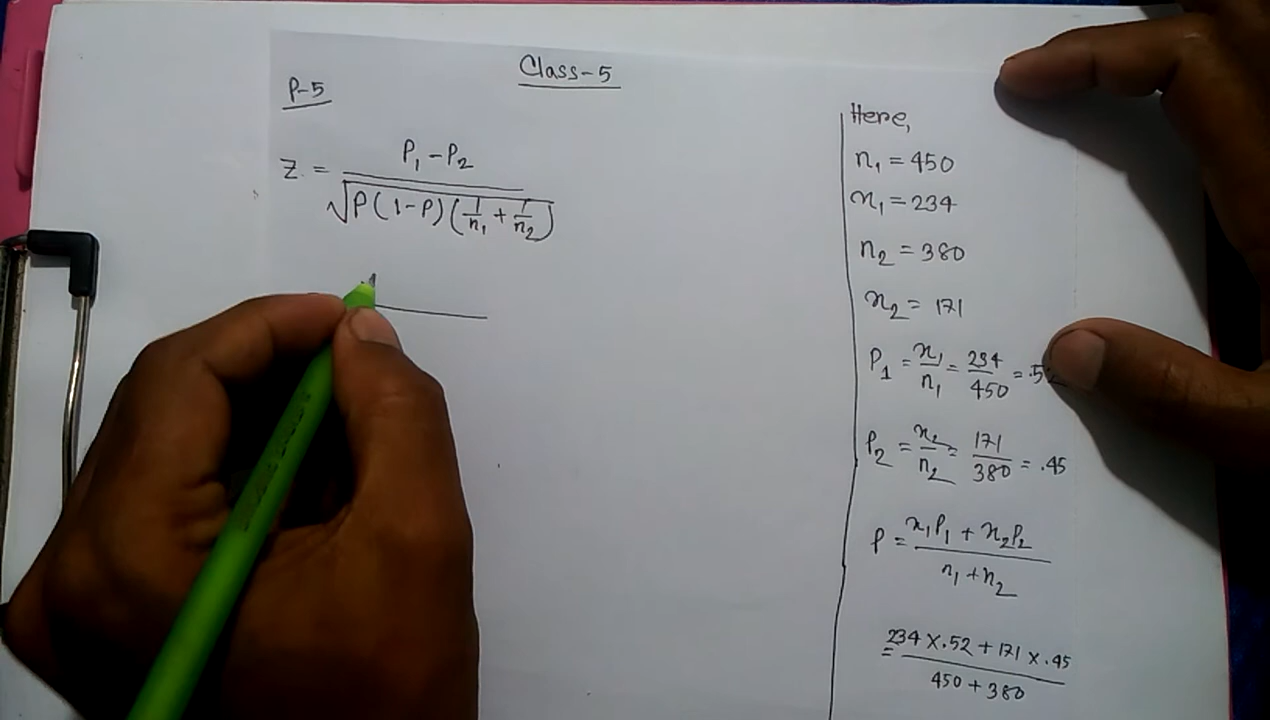 Class-5
P-5
Z = P₁ - P₂ / √P(1-P)(1/n₁ + 1/n₂)
Here,
n₁ = 450
x₁ = 234
n₂ = 380
x₂ = 171
P₁ = x₁/n₁ = 234/450 = .52
P₂ = x₂/n₂ = 171/380 = .45
P = x₁P₁ + x₂P₂ / n₁ + n₂
= 234 × .52 + 171 × .45 / 450 + 380